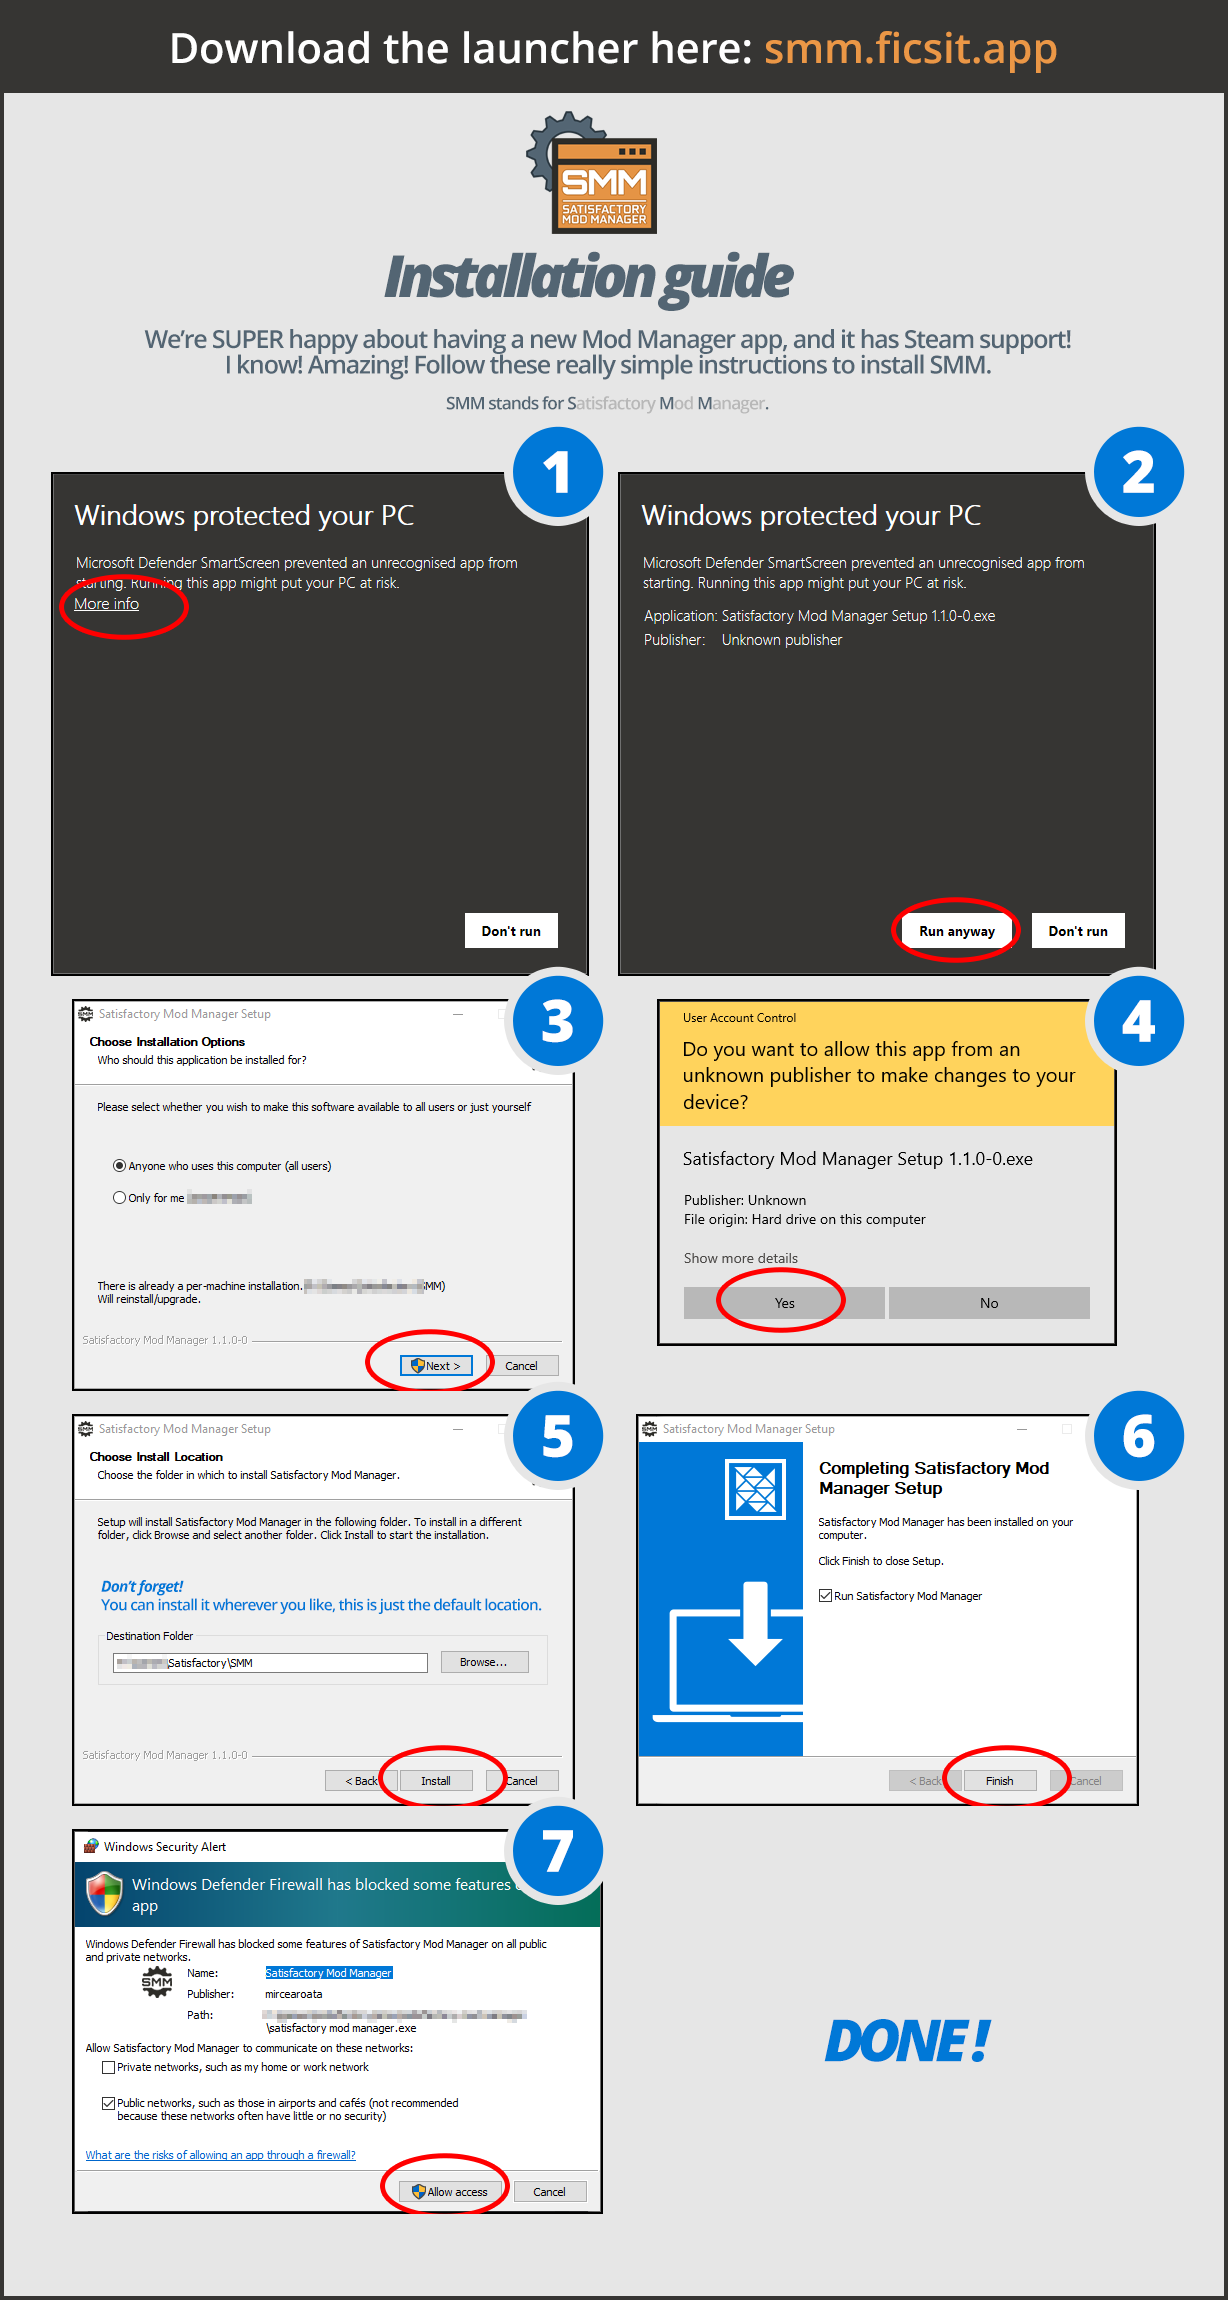 Download the launcher here: smm.ficsit.app
SMM
SATISFACTORY
MOD MANAGER
Installation guide
We're SUPER happy about having a new Mod Manager app, and it has Steam support!
I know! Amazing! Follow these really simple instructions to install SMM.
SMM stands for Satisfactory Mod Manager.
1
Windows protected your PC
Microsoft Defender SmartScreen prevented an unrecognised app from
starting. Running this app might put your PC at risk.
More info
Don't run
2
Windows protected your PC
Microsoft Defender SmartScreen prevented an unrecognised app from
starting. Running this app might put your PC at risk.
Application: Satisfactory Mod Manager Setup 1.1.0-0.exe
Publisher: Unknown publisher
Run anyway
Don't run
3
SMM
Satisfactory Mod Manager Setup
Choose Installation Options
Who should this application be installed for?
Please select whether you wish to make this software available to all users or just yourself
Anyone who uses this computer (all users)
Only for me
There is already a per-machine installation. SMM)
Will reinstall/upgrade.
Satisfactory Mod Manager 1.1.0-0
Next >
Cancel
4
User Account Control
Do you want to allow this app from an
unknown publisher to make changes to your
device?
Satisfactory Mod Manager Setup 1.1.0-0.exe
Publisher: Unknown
File origin: Hard drive on this computer
Show more details
Yes
No
5
SMM
Satisfactory Mod Manager Setup
Choose Install Location
Choose the folder in which to install Satisfactory Mod Manager.
Setup will install Satisfactory Mod Manager in the following folder. To install in a different
folder, click Browse and select another folder. Click Install to start the installation.
Don't forget!
You can install it wherever you like, this is just the default location.
Destination Folder
Satisfactory\SMM
Browse...
Satisfactory Mod Manager 1.1.0-0
< Back
Install
Cancel
6
SMM
Satisfactory Mod Manager Setup
Completing Satisfactory Mod
Manager Setup
Satisfactory Mod Manager has been installed on your
computer.
Click Finish to close Setup.
Run Satisfactory Mod Manager
< Back
Finish
Cancel
7
Windows Security Alert
Windows Defender Firewall has blocked some features
app
Windows Defender Firewall has blocked some features of Satisfactory Mod Manager on all public
and private networks.
SMM
Name: Satisfactory Mod Manager
Publisher: mircearoata
Path:
\satisfactory mod manager.exe
Allow Satisfactory Mod Manager to communicate on these networks:
Private networks, such as my home or work network
Public networks, such as those in airports and cafés (not recommended
because these networks often have little or no security)
What are the risks of allowing an app through a firewall?
Allow access
Cancel
DONE!